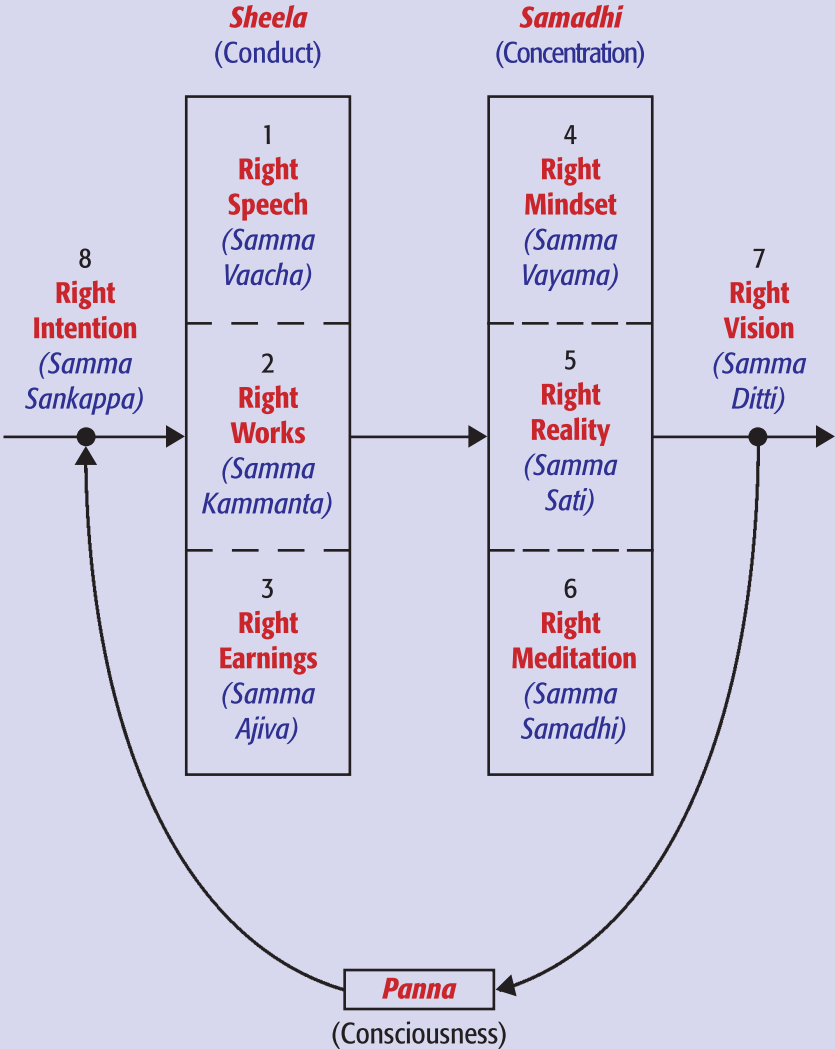 Sheela
(Conduct)
Samadhi
(Concentration)
8
Right
Intention
(Samma
Sankappa)
1
Right
Speech
(Samma
Vaacha)
2
Right
Works
(Samma
Kammanta)
3
Right
Earnings
(Samma
Ajiva)
4
Right
Mindset
(Samma
Vayama)
5
Right
Reality
(Samma
Sati)
6
Right
Meditation
(Samma
Samadhi)
7
Right
Vision
(Samma
Ditti)
Panna
(Consciousness)